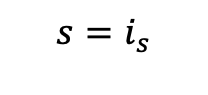 s = i_s